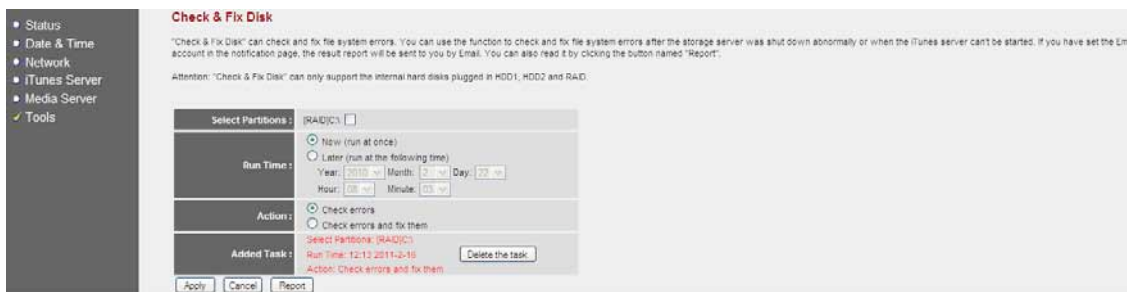 Status
Date & Time
Network
iTunes Server
Media Server
Tools
Check & Fix Disk
"Check & Fix Disk" can check and fix file system errors. You can use the function to check and fix file system errors after the storage server was shut down abnormally or when the iTunes server can't be started. If you have set the Em
account in the notification page, the result report will be sent to you by Email. You can also read it by clicking the button named "Report".
Attention: "Check & Fix Disk" can only support the internal hard disks plugged in HDD1, HDD2 and RAID.
Select Partitions : [RAID]C:\
Run Time : Now (run at once)
Later (run at the following time)
Year: 2010 Month: 2 Day: 22
Hour: 08 Minute: 03
Action : Check errors
Check errors and fix them
Added Task : Select Partitions: [RAID]C:\
Run Time: 12:13 2011-2-16
Action: Check errors and fix them
Delete the task
Apply Cancel Report